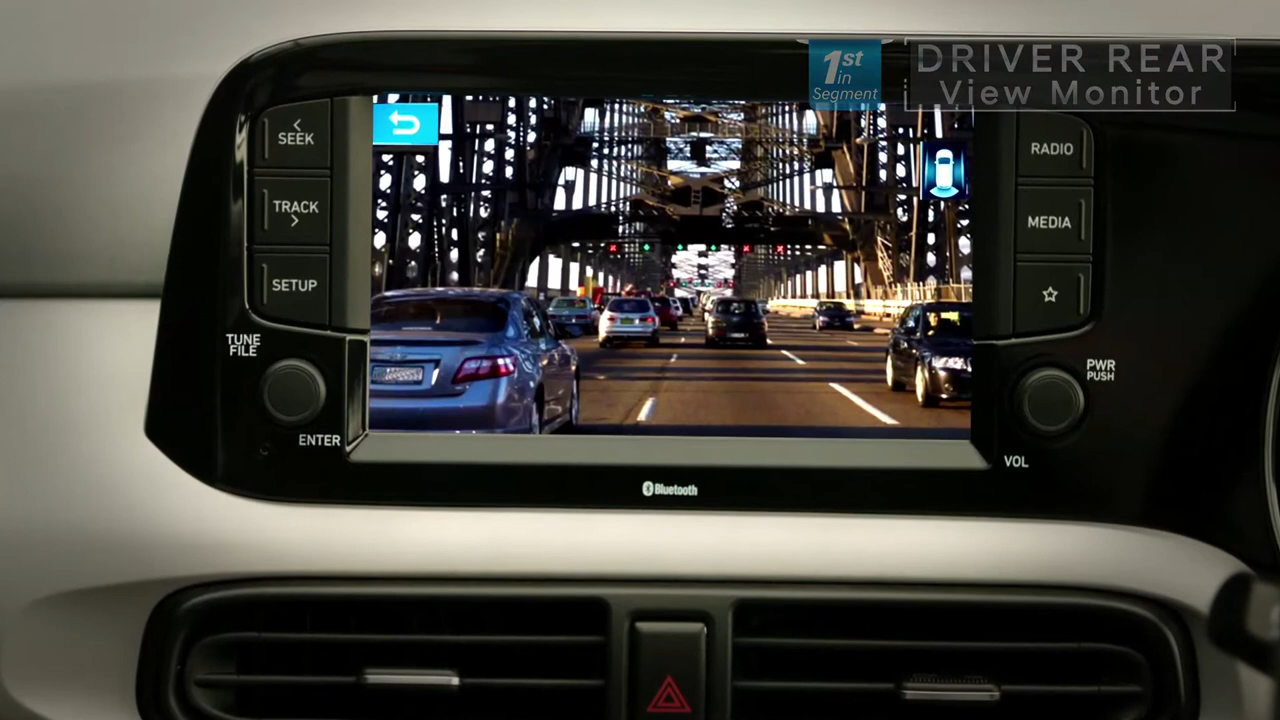 1st
in
Segment
DRIVER REAR
View Monitor
SEEK
TRACK
SETUP
TUNE
FILE
ENTER
RADIO
MEDIA
PWR
PUSH
VOL
Bluetooth